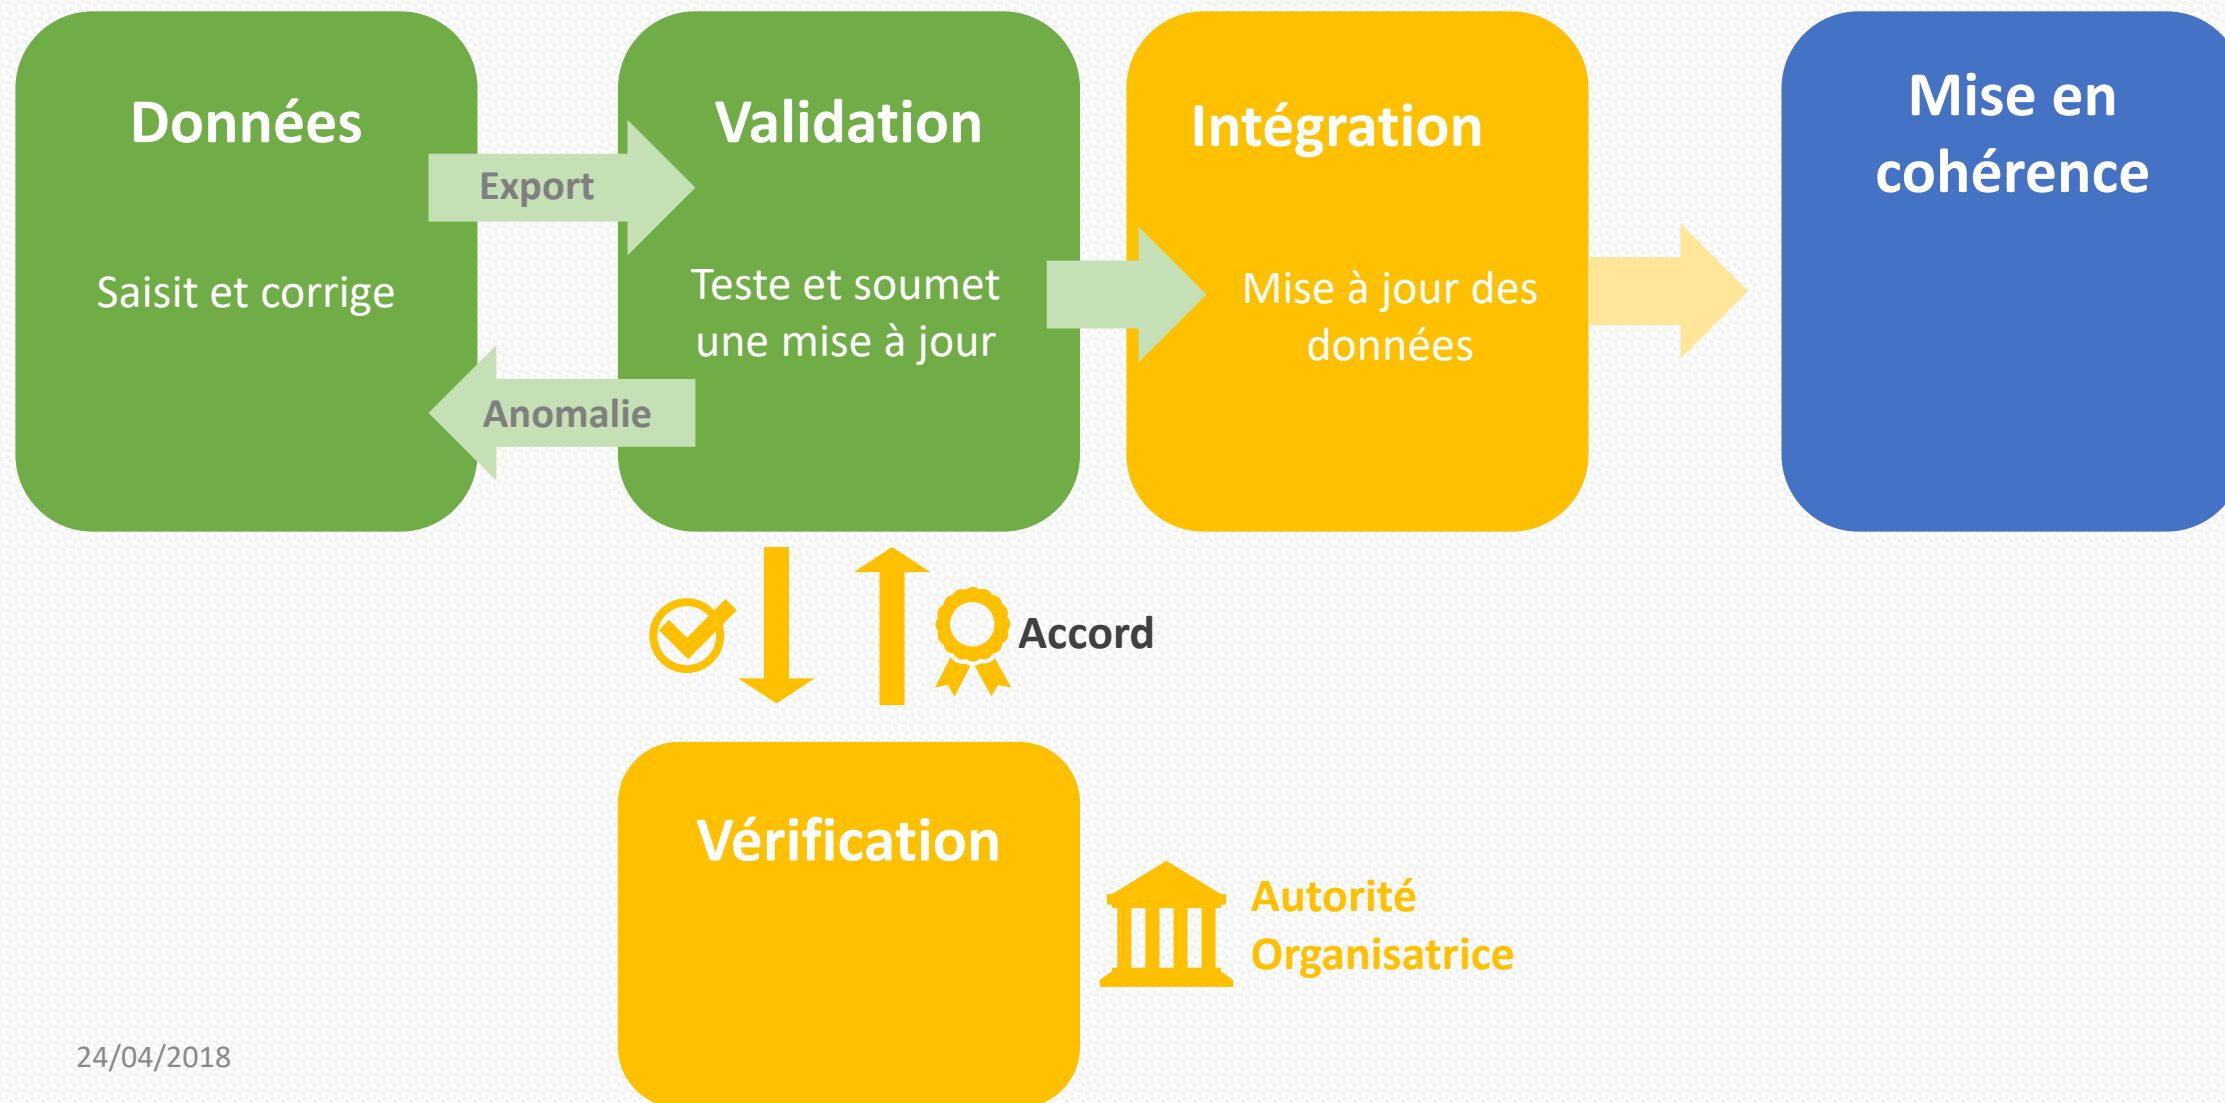 Données
Saisit et corrige
Export
Anomalie
Validation
Teste et soumet
une mise à jour
Intégration
Mise à jour des
données
Mise en
cohérence
Accord
Vérification
Autorité
Organisatrice
24/04/2018